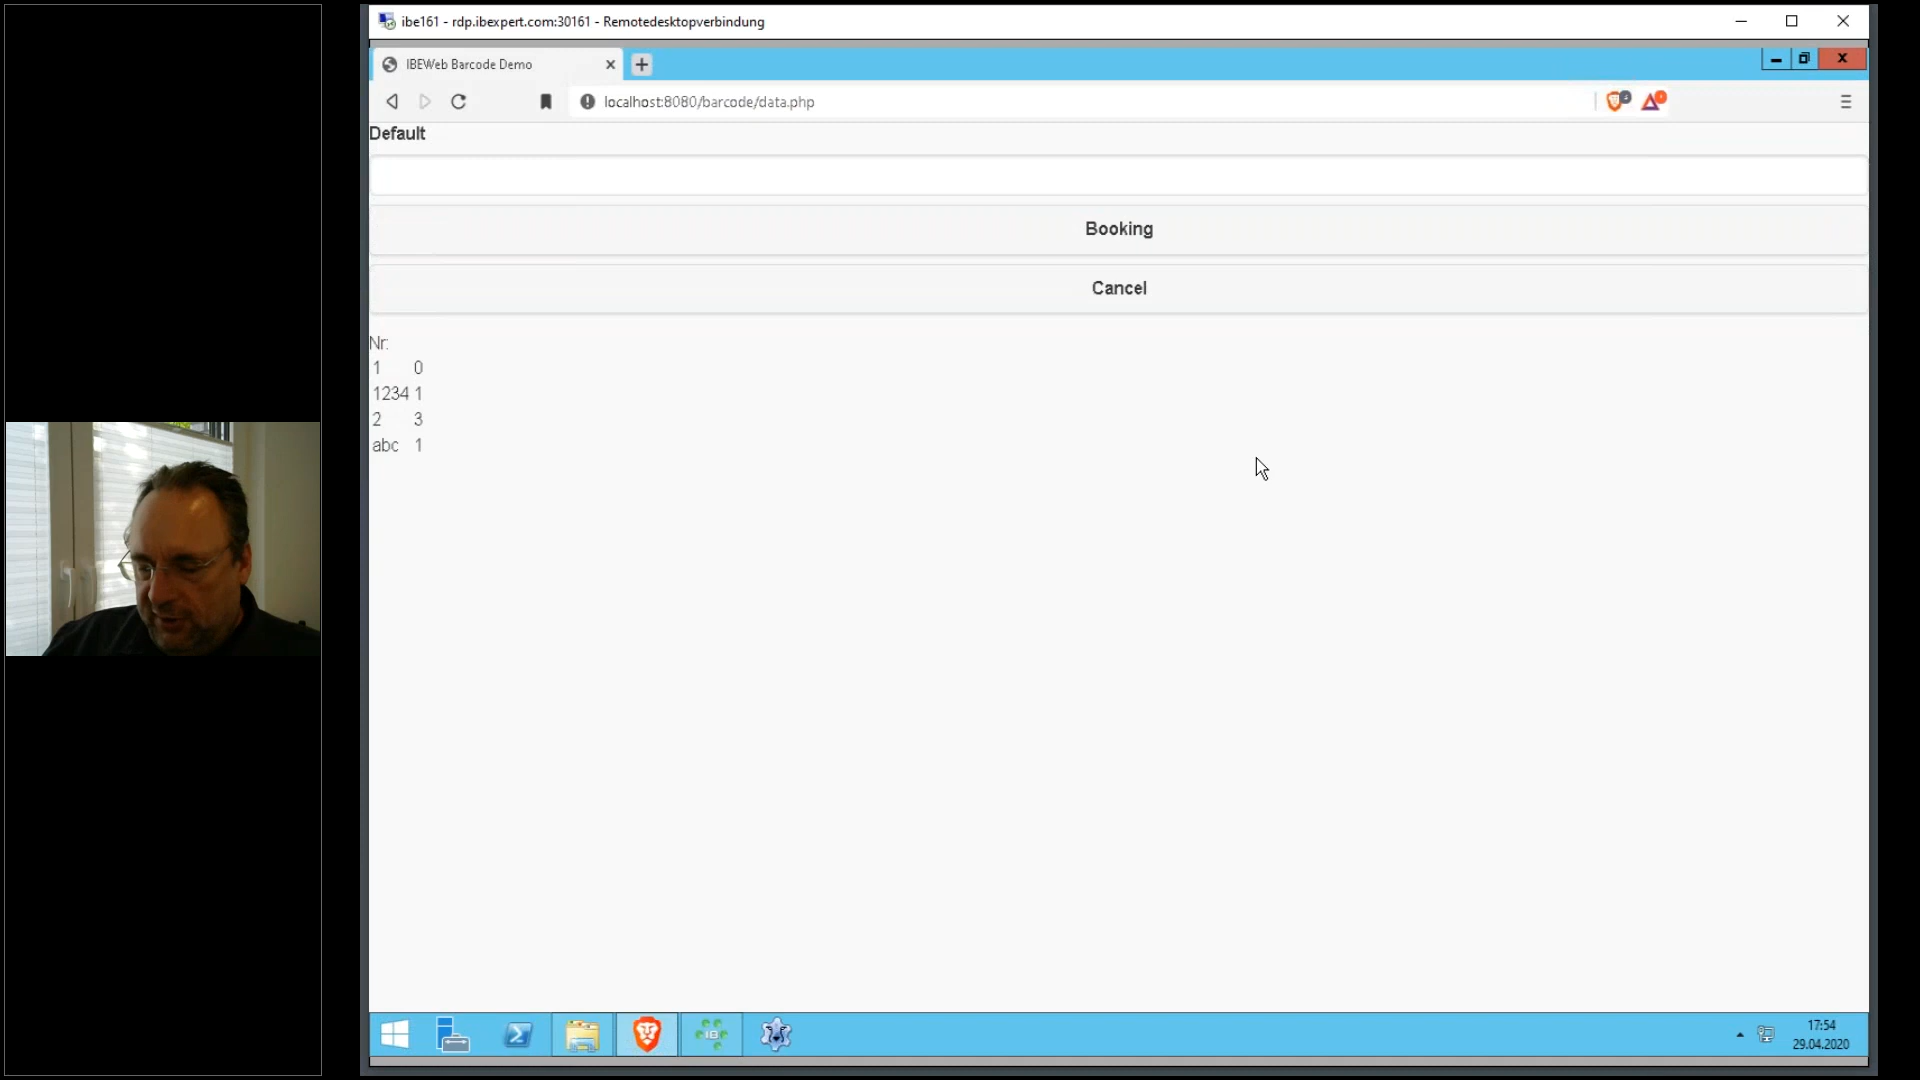 ibe161 - rdp.ibexpert.com:30161 - Remotedesktopverbindung
IBEWeb Barcode Demo
localhost:8080/barcode/data.php
Default
Booking
Cancel
Nr:
1 0
1234 1
2 3
abc 1
IB
17:54
29.04.2020